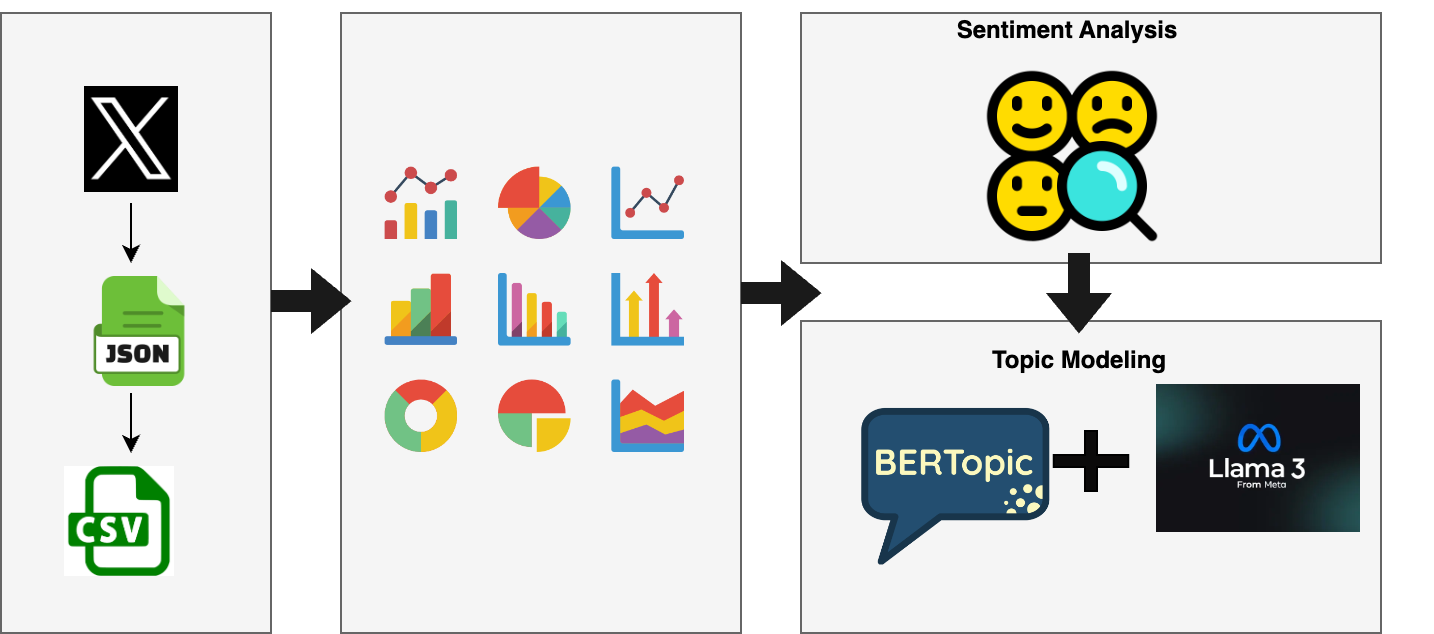 JSON
CSV
Sentiment Analysis
Topic Modeling
BERTopic
Llama 3
From Meta